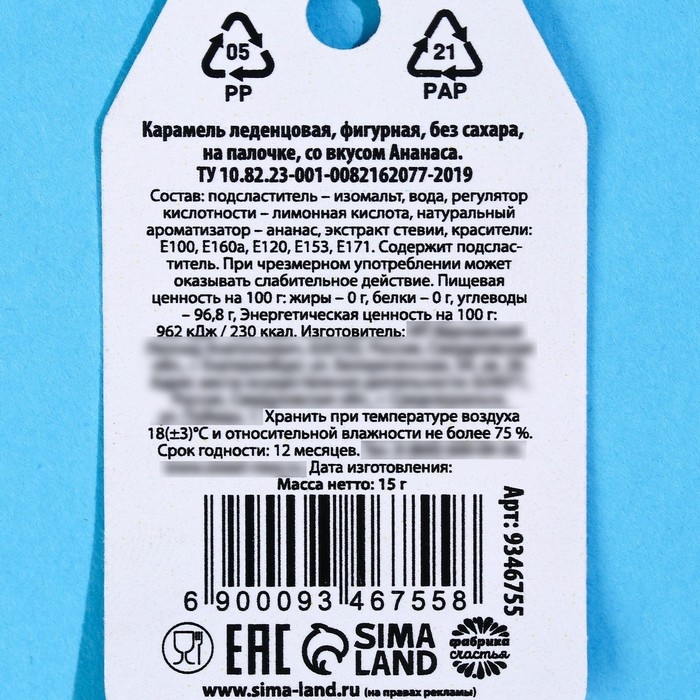 05 21
PP PAP
Карамель леденцовая, фигурная, без сахара,
на палочке, со вкусом Ананаса.
ТУ 10.82.23-001-0082162077-2019
Состав: подсластитель – изомальт, вода, регулятор
кислотности – лимонная кислота, натуральный
ароматизатор – ананас, экстракт стевии, красители:
Е100, Е160а, Е120, Е153, Е171. Содержит подслас-
титель. При чрезмерном употреблении может
оказывать слабительное действие. Пищевая
ценность на 100 г: жиры – 0 г, белки – 0 г, углеводы
– 96,8 г, Энергетическая ценность на 100 г:
962 кДж / 230 ккал. Изготовитель:
Хранить при температуре воздуха
18(±3)°С и относительной влажности не более 75 %.
Срок годности: 12 месяцев.
Дата изготовления:
Масса нетто: 15 г
Арт: 9346755
6 900093 467558
EAC SIMA LAND фабрика счастья
www.sima-land.ru (на правах рекламы)